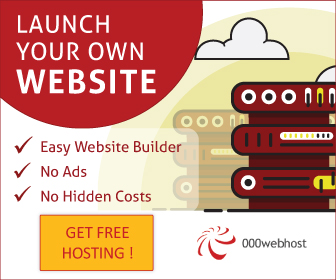 LAUNCH
YOUR OWN
WEBSITE
Easy Website Builder
No Ads
No Hidden Costs
GET FREE
HOSTING !
000webhost